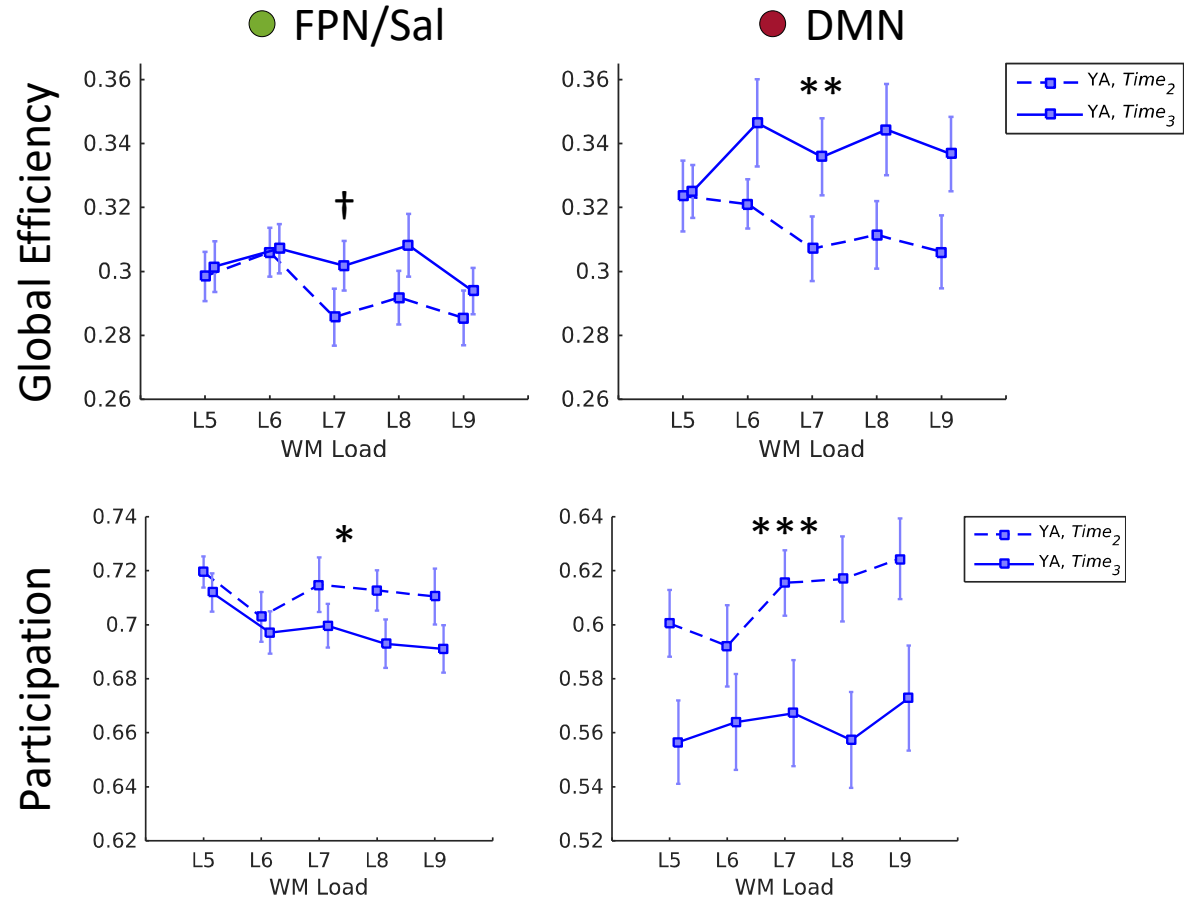 FPN/Sal
DMN
Global Efficiency
0.36
0.34
0.32
0.3
0.28
0.26
†
L5 L6 L7 L8 L9
WM Load
0.36
0.34
0.32
0.3
0.28
0.26
**
L5 L6 L7 L8 L9
WM Load
YA, Time2
YA, Time3
Participation
0.74
0.72
0.7
0.68
0.66
0.64
0.62
*
L5 L6 L7 L8 L9
WM Load
0.64
0.62
0.6
0.58
0.56
0.54
0.52
***
L5 L6 L7 L8 L9
WM Load
YA, Time2
YA, Time3